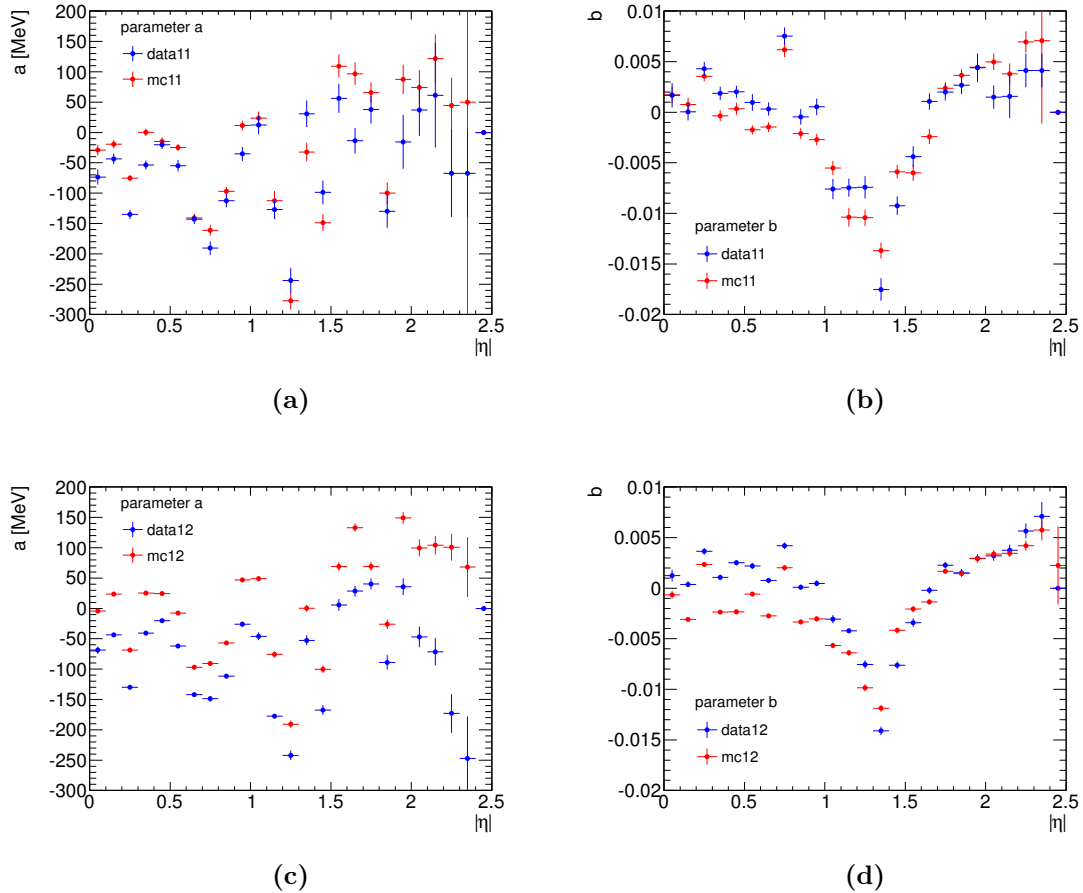 a [MeV]
200
150
100
50
0
-50
-100
-150
-200
-250
-300
parameter a
data11
mc11
0
0.5
1
1.5
2
2.5
|η|
(a)
b
0.01
0.005
0
-0.005
-0.01
-0.015
-0.02
parameter b
data11
mc11
0
0.5
1
1.5
2
2.5
|η|
(b)
a [MeV]
200
150
100
50
0
-50
-100
-150
-200
-250
-300
parameter a
data12
mc12
0
0.5
1
1.5
2
2.5
|η|
(c)
b
0.01
0.005
0
-0.005
-0.01
-0.015
-0.02
parameter b
data12
mc12
0
0.5
1
1.5
2
2.5
|η|
(d)